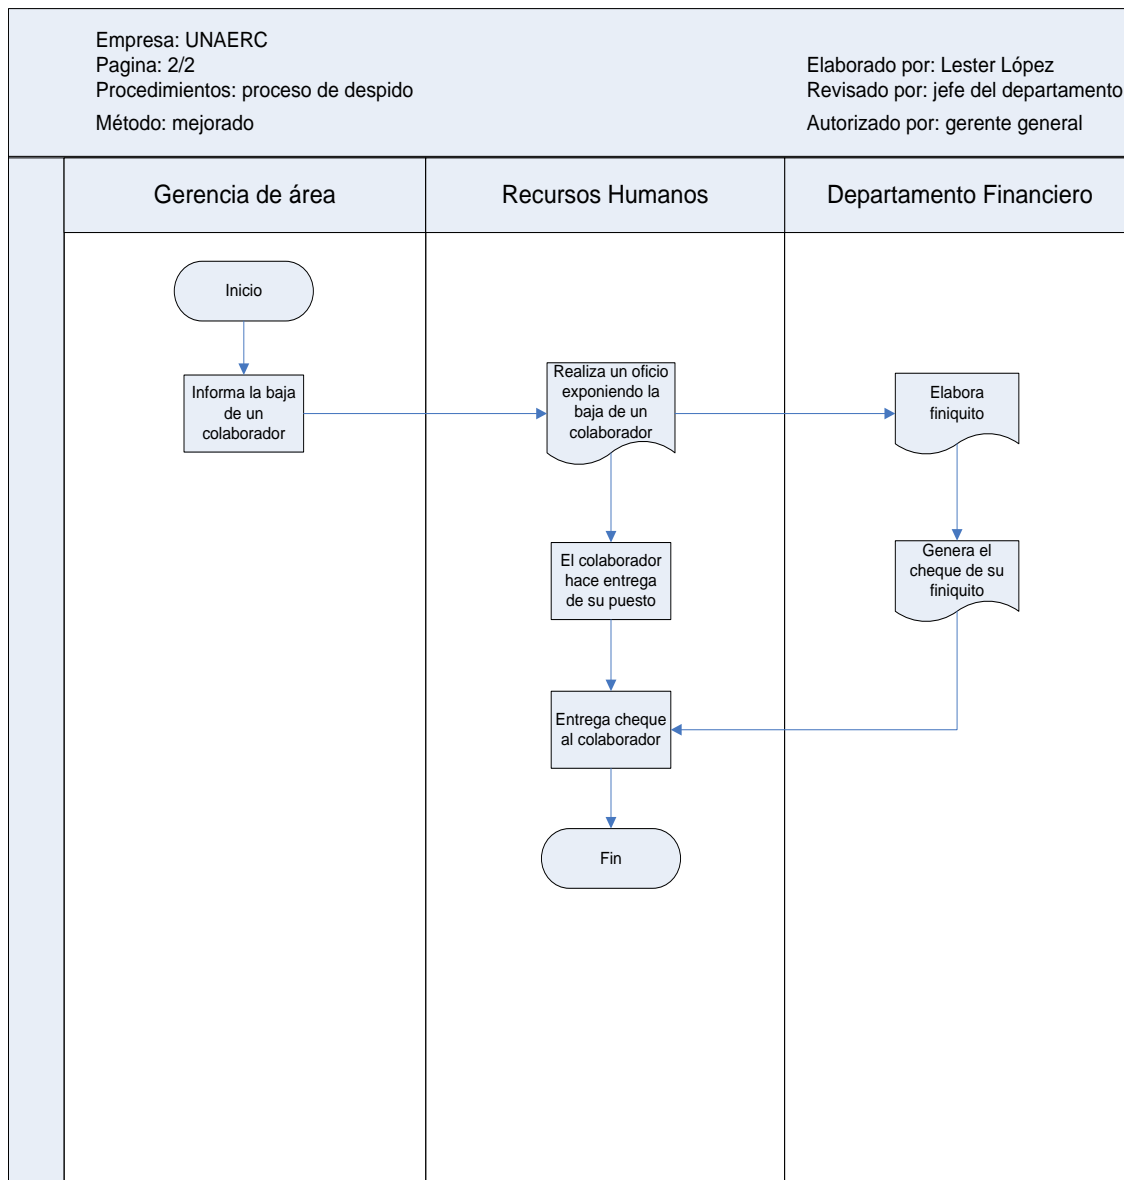 Empresa: UNAERC
Pagina: 2/2
Procedimientos: proceso de despido
Método: mejorado
Elaborado por: Lester López
Revisado por: jefe del departamento
Autorizado por: gerente general
Gerencia de área
Recursos Humanos
Departamento Financiero
Inicio
Informa la baja
de un
colaborador
Realiza un oficio
exponiendo la
baja de un
colaborador
Elabora
finiquito
El colaborador
hace entrega
de su puesto
Genera el
cheque de su
finiquito
Entrega cheque
al colaborador
Fin